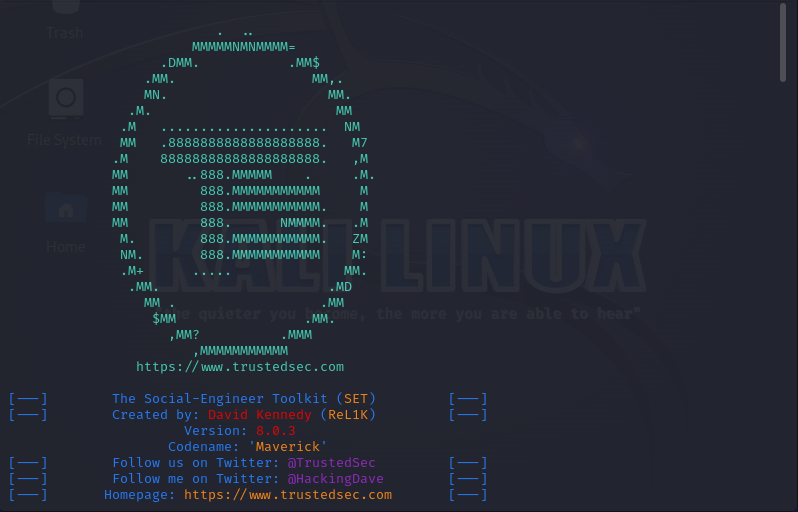 Trash
File System
Home
KALI LINUX
quieter you become, the more you are able to hear"
                          .  ..
                       MMMMMNMNMMMM=
                   .DMM.           .MM$
                 .MM.                 MM,.
                 MN.                    MM.
               .M.                       MM
              .M   .....................  NM
              MM   .8888888888888888888.   M7
             .M    88888888888888888888.   ,M
             MM       ..888.MMMMM    .     .M.
             MM         888.MMMMMMMMMMM     M
             MM         888.MMMMMMMMMMM.    M
             MM         888.      NMMMM.   .M
              M.        888.MMMMMMMMMMM.   ZM
              NM.       888.MMMMMMMMMMM    M:
              .M+      .....              MM.
               .MM.                     .MD
                 MM .                  .MM
                  $MM                .MM.
                    ,MM?          .MMM
                       ,MMMMMMMMMMM
                https://www.trustedsec.com
[---]        The Social-Engineer Toolkit (SET)         [---]
[---]        Created by: David Kennedy (ReL1K)         [---]
Version: 8.0.3
Codename: 'Maverick'
[---]        Follow us on Twitter: @TrustedSec         [---]
[---]        Follow me on Twitter: @HackingDave        [---]
[---]       Homepage: https://www.trustedsec.com       [---]